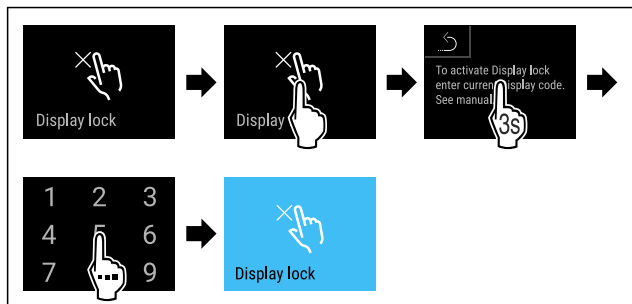 Display lock
Display
To activate Display lock
enter current display code.
See manual.
3s
1 2 3
4 5 6
7 9
...
Display lock